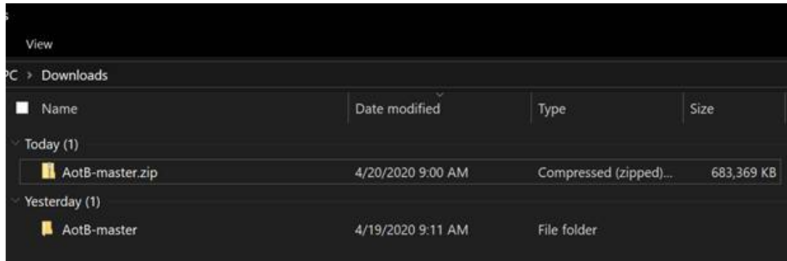 s
View
PC > Downloads
Name Date modified Type Size
Today (1)
AotB-master.zip 4/20/2020 9:00 AM Compressed (zipped)... 683,369 KB
Yesterday (1)
AotB-master 4/19/2020 9:11 AM File folder